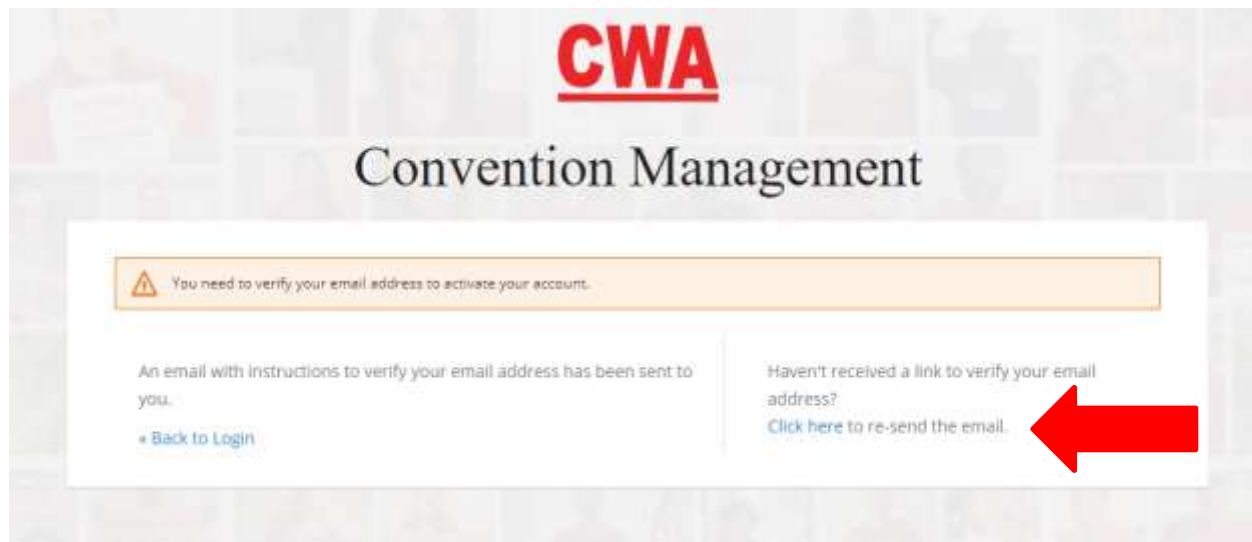 CWA
Convention Management
You need to verify your email address to activate your account.
An email with instructions to verify your email address has been sent to
you.
« Back to Login
Haven't received a link to verify your email
address?
Click here to re-send the email.